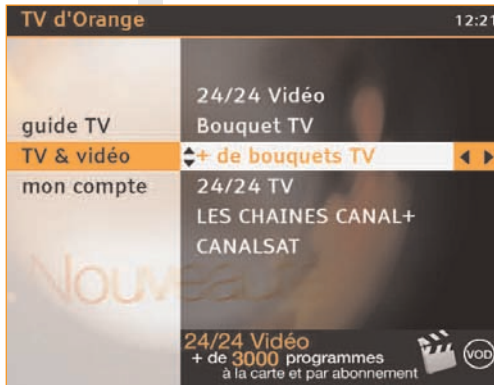 TV d'Orange 12:21
24/24 Vidéo
guide TV Bouquet TV
TV & vidéo + de bouquets TV
mon compte 24/24 TV
LES CHAINES CANAL+
CANALSAT
Nouveau
24/24 Vidéo
+ de 3000 programmes
à la carte et par abonnement
VOD